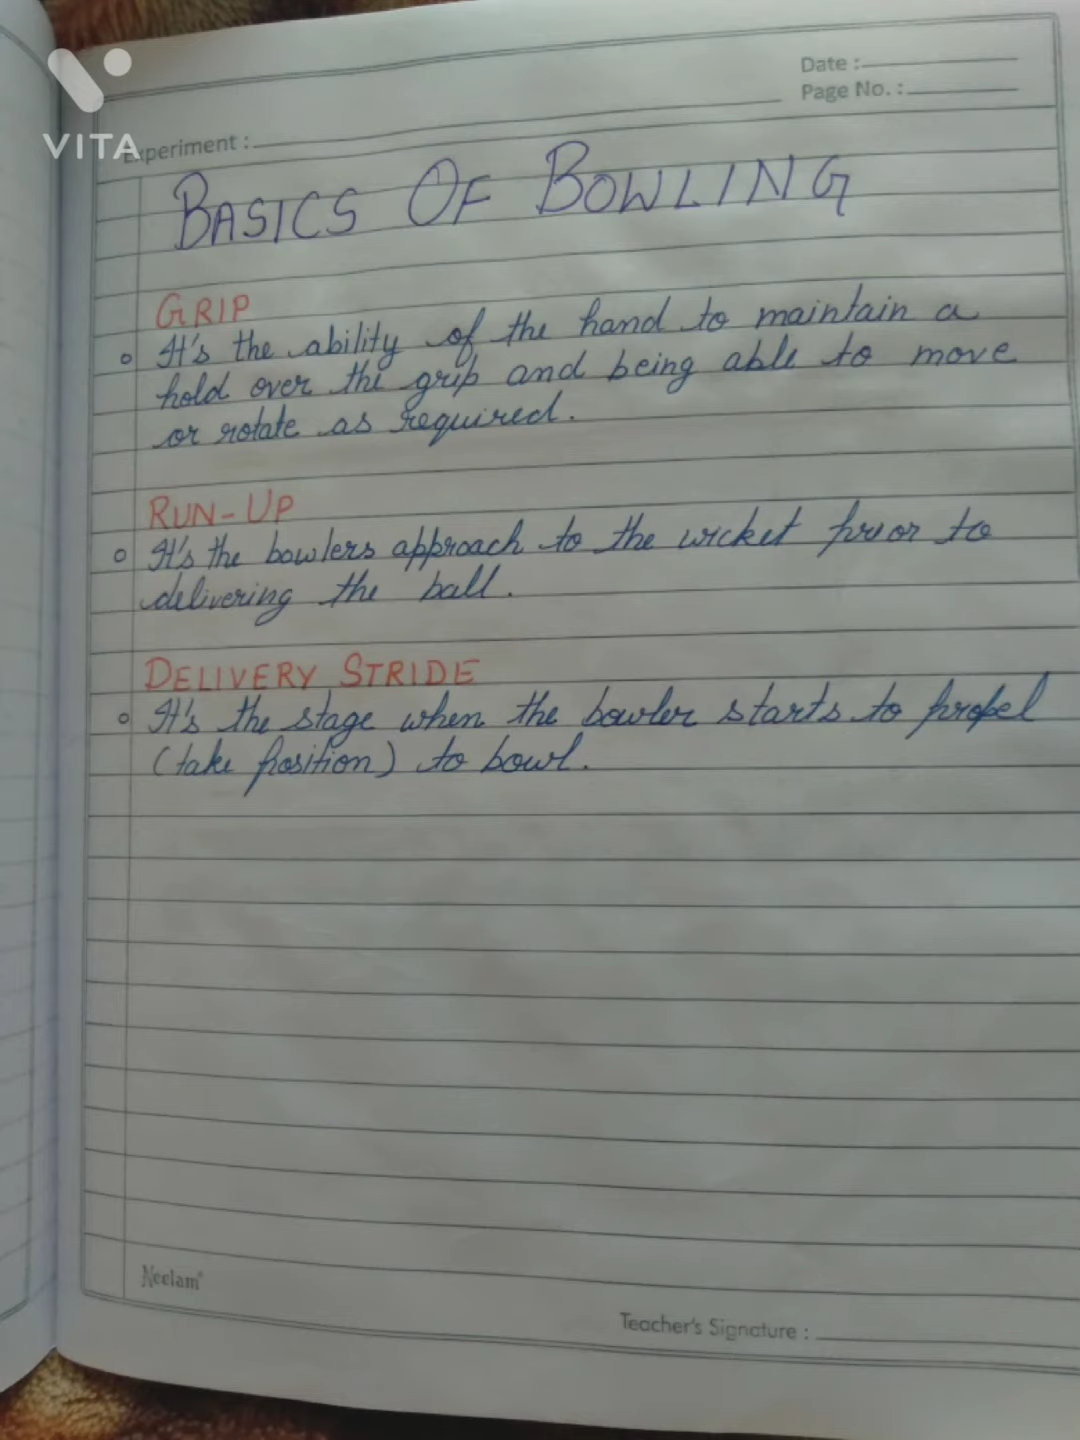 VITA
Date :
Page No. :
Experiment :
BASICS OF BOWLING
GRIP
It's the ability of the hand to maintain a
hold over the grip and being able to move
or rotate as required.
RUN-UP
It's the bowlers approach to the wicket prior to
delivering the ball.
DELIVERY STRIDE
It's the stage when the bowler starts to propel
(take position) to bowl.
Neelam
Teacher's Signature :